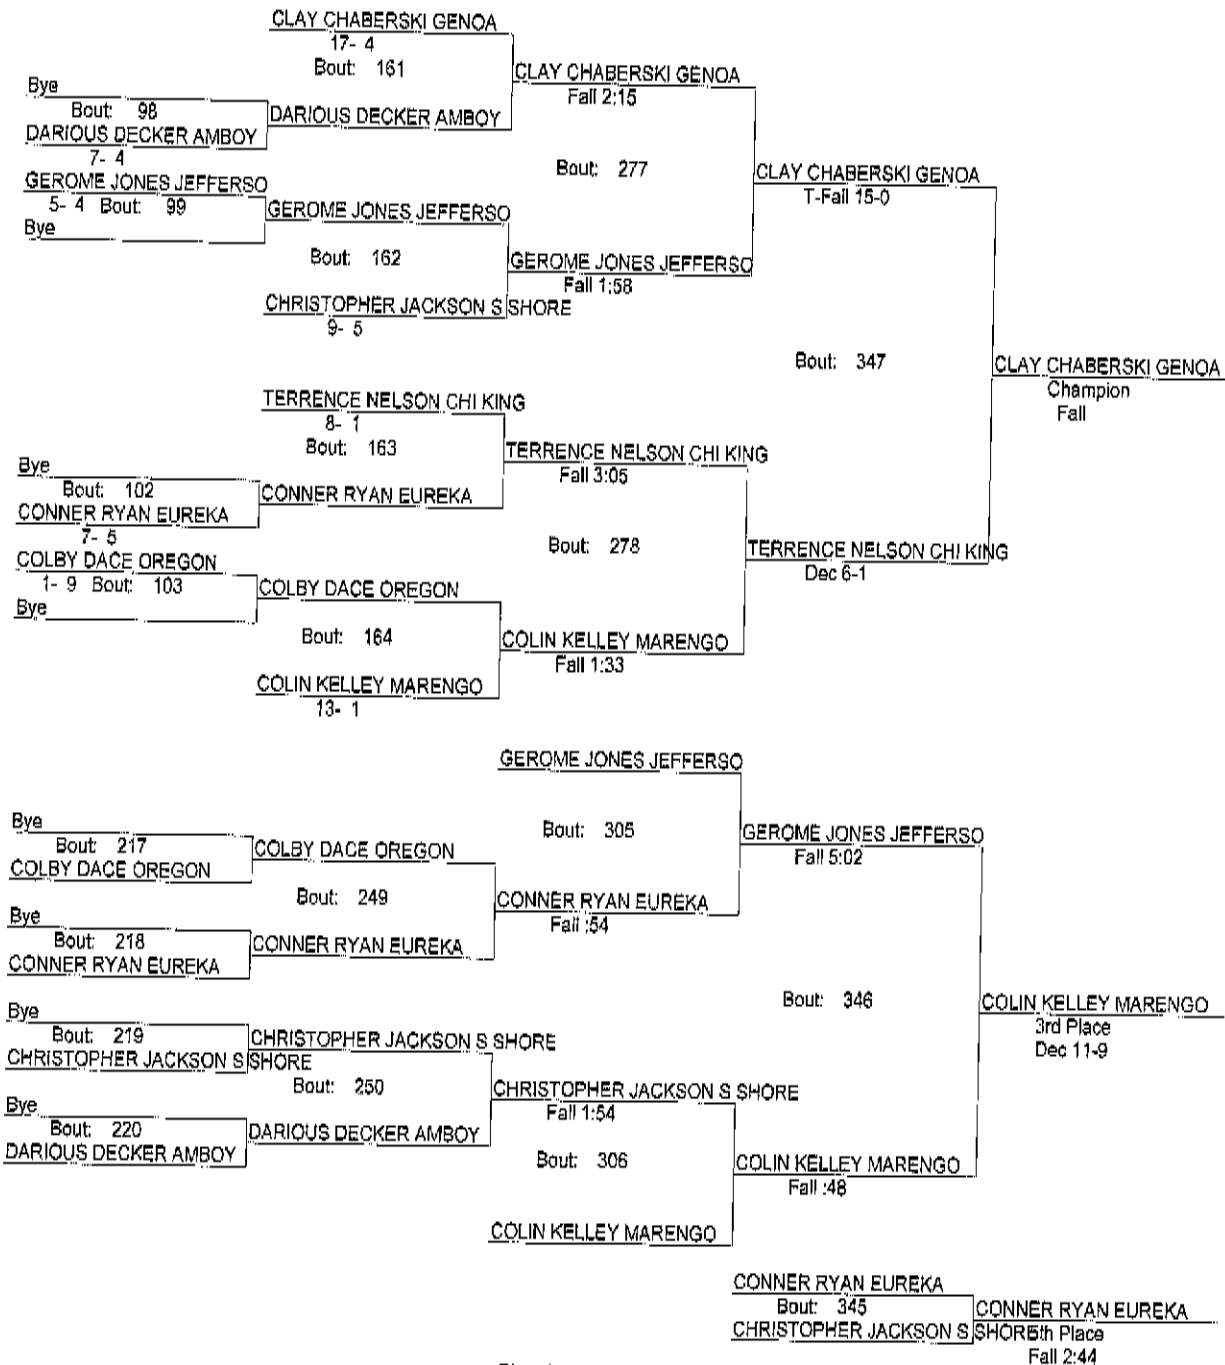 CLAY CHABERSKI GENOA
17- 4
Bout: 161
CLAY CHABERSKI GENOA
Fall 2:15
Bye
Bout: 98
DARIOUS DECKER AMBOY
DARIOUS DECKER AMBOY
7- 4
Bout: 277
CLAY CHABERSKI GENOA
T-Fall 15-0
GEROME JONES JEFFERSO
5- 4 Bout: 99
GEROME JONES JEFFERSO
Bye
Bout: 162
GEROME JONES JEFFERSO
Fall 1:58
CHRISTOPHER JACKSON S SHORE
9- 5
Bout: 347
CLAY CHABERSKI GENOA
Champion
Fall
TERRENCE NELSON CHI KING
8- 1
Bout: 163
TERRENCE NELSON CHI KING
Fall 3:05
Bye
Bout: 102
CONNER RYAN EUREKA
CONNER RYAN EUREKA
7- 5
Bout: 278
TERRENCE NELSON CHI KING
Dec 6-1
COLBY DACE OREGON
1- 9 Bout: 103
COLBY DACE OREGON
Bye
Bout: 164
COLIN KELLEY MARENGO
Fall 1:33
COLIN KELLEY MARENGO
13- 1
GEROME JONES JEFFERSO
Bout: 305
GEROME JONES JEFFERSO
Fall 5:02
Bye
Bout: 217
COLBY DACE OREGON
COLBY DACE OREGON
Bout: 249
CONNER RYAN EUREKA
Fall :54
Bye
Bout: 218
CONNER RYAN EUREKA
CONNER RYAN EUREKA
Bout: 346
COLIN KELLEY MARENGO
3rd Place
Dec 11-9
Bye
Bout: 219
CHRISTOPHER JACKSON S SHORE
CHRISTOPHER JACKSON S SHORE
Bout: 250
CHRISTOPHER JACKSON S SHORE
Fall 1:54
Bye
Bout: 220
DARIOUS DECKER AMBOY
DARIOUS DECKER AMBOY
Bout: 306
COLIN KELLEY MARENGO
Fall :48
COLIN KELLEY MARENGO
CONNER RYAN EUREKA
Bout: 345
CONNER RYAN EUREKA
CHRISTOPHER JACKSON S SHORE
5th Place
Fall 2:44